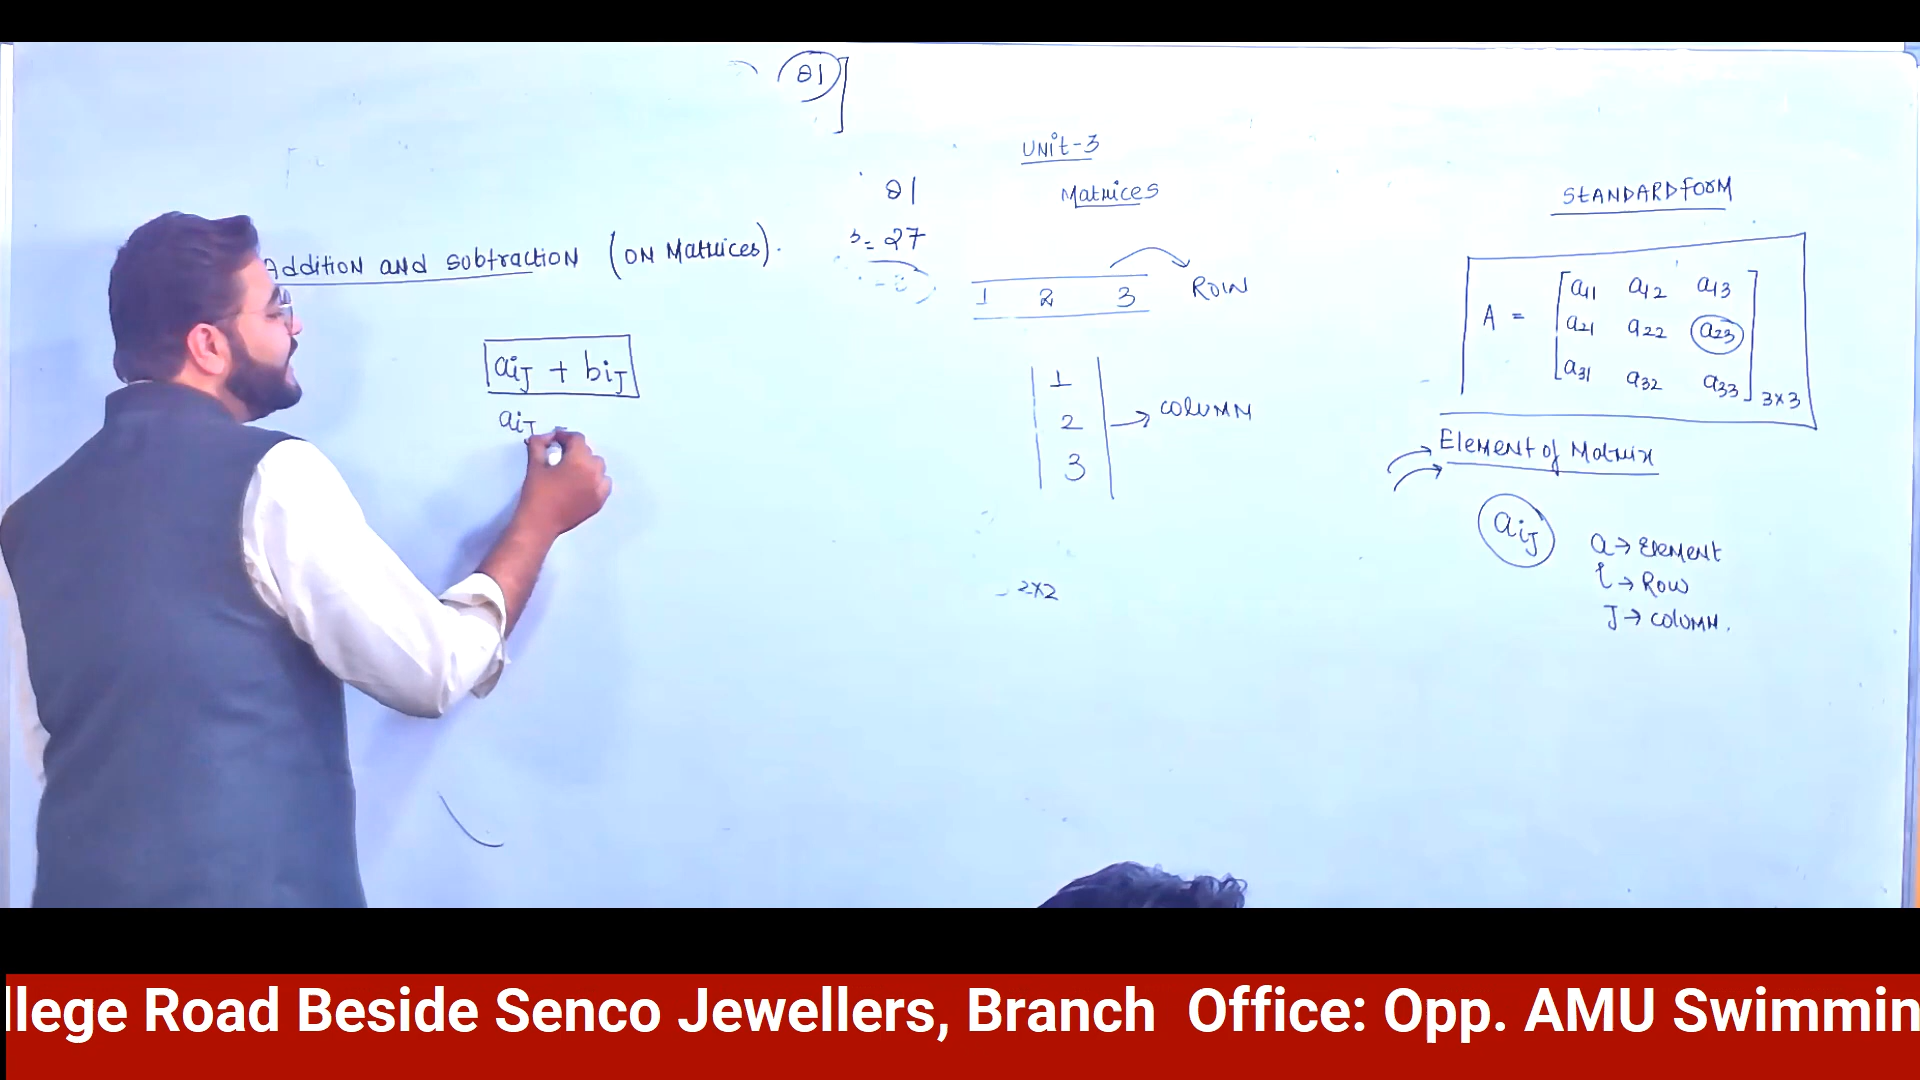 81
Addition and subtraction (on Matrices).
aij + bij
aij -
81
= 27
Unit-3
Matrices
1 2 3
Row
1
2
3
column
2x2
STANDARD form
A = [a11 a12 a13
a21 a22 a23
a31 a32 a33] 3x3
Element of Matrix
aij
a → Element
i → Row
J → column.
llege Road Beside Senco Jewellers, Branch Office: Opp. AMU Swimmin